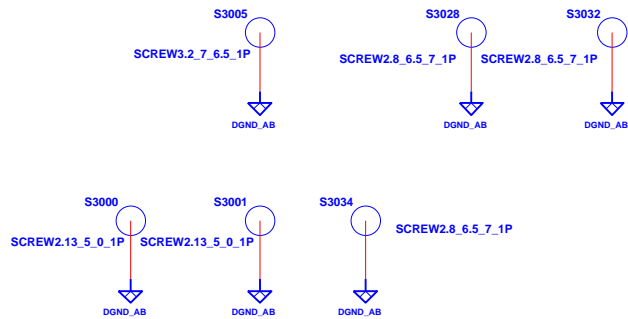 S3005
SCREW3.2_7_6.5_1P
DGND_AB
S3028
SCREW2.8_6.5_7_1P
DGND_AB
S3032
SCREW2.8_6.5_7_1P
DGND_AB
S3000
SCREW2.13_5_0_1P
DGND_AB
S3001
SCREW2.13_5_0_1P
DGND_AB
S3034
SCREW2.8_6.5_7_1P
DGND_AB